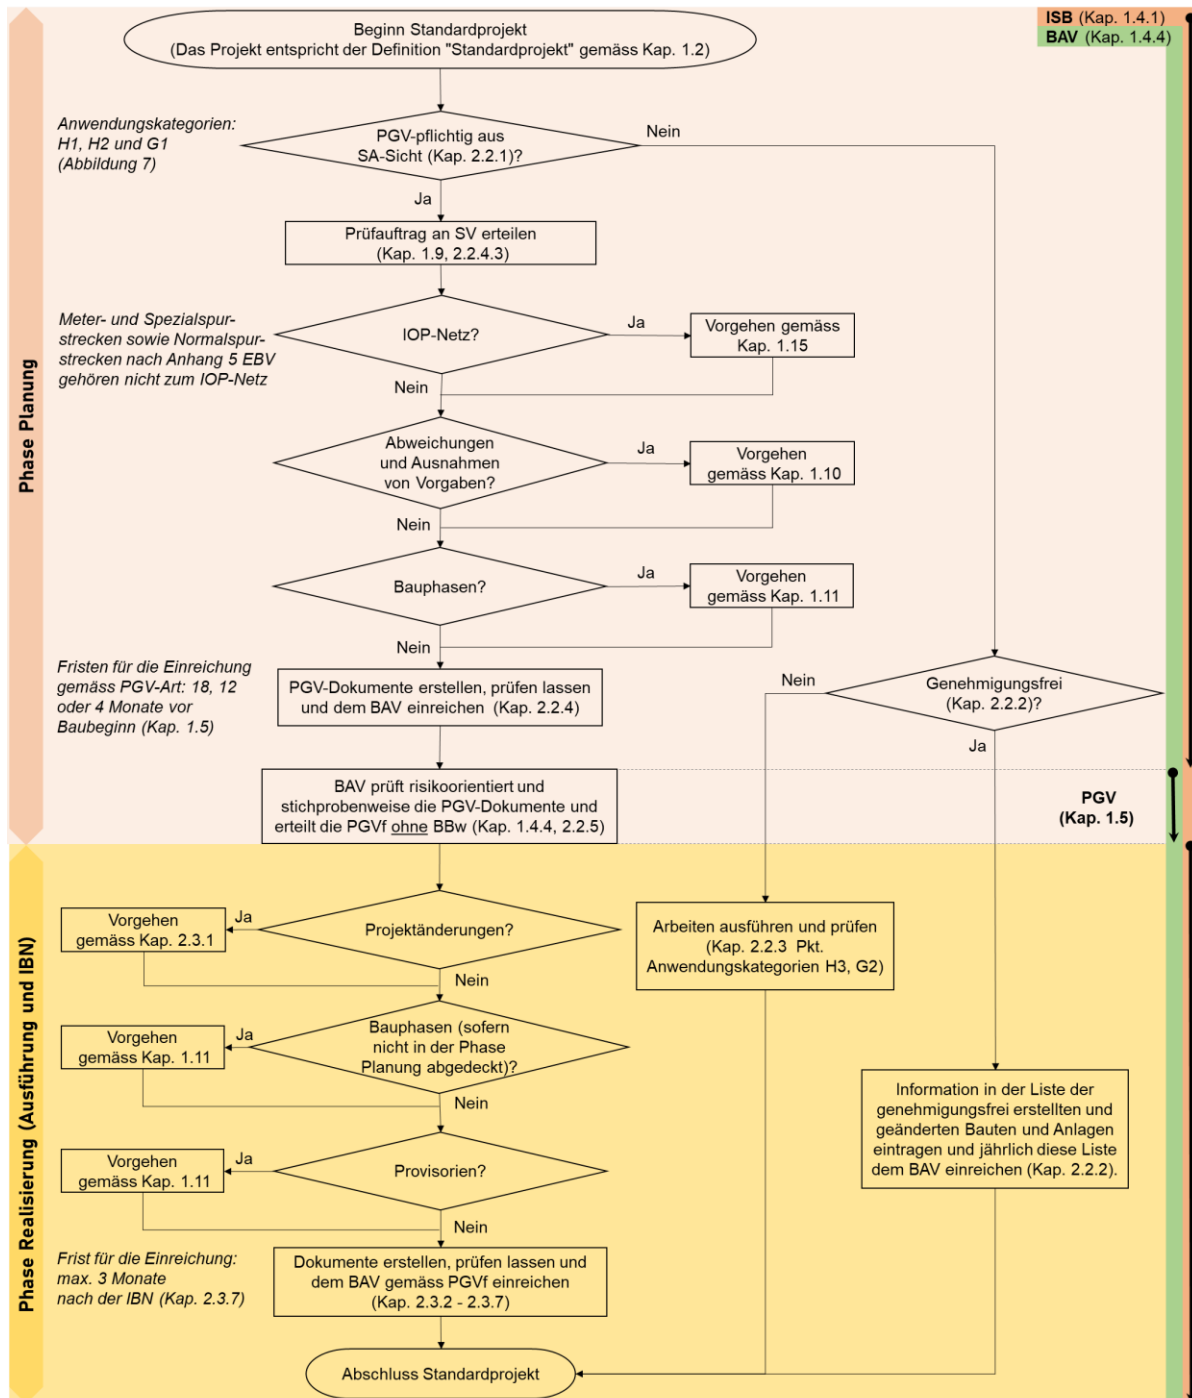 Beginn Standardprojekt
(Das Projekt entspricht der Definition "Standardprojekt" gemäss Kap. 1.2)
ISB (Kap. 1.4.1)
BAV (Kap. 1.4.4)
Phase Planung
Anwendungskategorien:
H1, H2 und G1
(Abbildung 7)
PGV-pflichtig aus
SA-Sicht (Kap. 2.2.1)?
Nein
Ja
Prüfauftrag an SV erteilen
(Kap. 1.9, 2.2.4.3)
Meter- und Spezialspur-
strecken sowie Normalspur-
strecken nach Anhang 5 EBV
gehören nicht zum IOP-Netz
IOP-Netz?
Ja
Vorgehen gemäss
Kap. 1.15
Nein
Abweichungen
und Ausnahmen
von Vorgaben?
Ja
Vorgehen
gemäss Kap. 1.10
Nein
Bauphasen?
Ja
Vorgehen
gemäss Kap. 1.11
Nein
Fristen für die Einreichung
gemäss PGV-Art: 18, 12
oder 4 Monate vor
Baubeginn (Kap. 1.5)
PGV-Dokumente erstellen, prüfen lassen
und dem BAV einreichen (Kap. 2.2.4)
Nein
Genehmigungsfrei
(Kap. 2.2.2)?
Ja
BAV prüft risikoorientiert und
stichprobenweise die PGV-Dokumente und
erteilt die PGVf ohne BBw (Kap. 1.4.4, 2.2.5)
PGV
(Kap. 1.5)
Phase Realisierung (Ausführung und IBN)
Projektänderungen?
Ja
Vorgehen
gemäss Kap. 2.3.1
Nein
Arbeiten ausführen und prüfen
(Kap. 2.2.3 Pkt.
Anwendungskategorien H3, G2)
Bauphasen (sofern
nicht in der Phase
Planung abgedeckt)?
Ja
Vorgehen
gemäss Kap. 1.11
Nein
Information in der Liste der
genehmigungsfrei erstellten und
geänderten Bauten und Anlagen
eintragen und jährlich diese Liste
dem BAV einreichen (Kap. 2.2.2).
Provisorien?
Ja
Vorgehen
gemäss Kap. 1.11
Nein
Frist für die Einreichung:
max. 3 Monate
nach der IBN (Kap. 2.3.7)
Dokumente erstellen, prüfen lassen und
dem BAV gemäss PGVf einreichen
(Kap. 2.3.2 - 2.3.7)
Abschluss Standardprojekt